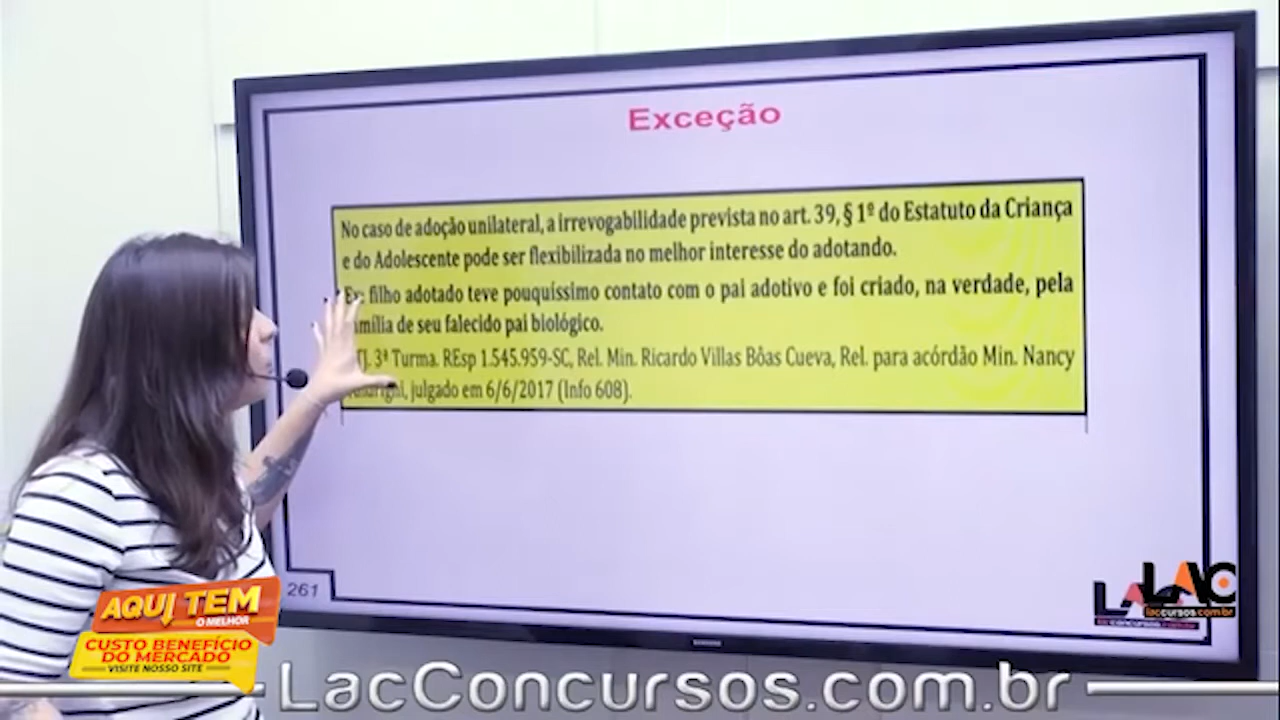 Exceção
No caso de adoção unilateral, a irrevogabilidade prevista no art. 39, § 1º do Estatuto da Criança
e do Adolescente pode ser flexibilizada no melhor interesse do adotando.
Ex: filho adotado teve pouquíssimo contato com o pai adotivo e foi criado, na verdade, pela
família de seu falecido pai biológico.
3ª Turma. REsp 1.545.959-SC, Rel. Min. Ricardo Villas Bôas Cueva, Rel. para acórdão Min. Nancy
julgado em 6/6/2017 (Info 608).
261
LAC
laccursos.com.br
AQUI TEM
O MELHOR
CUSTO BENEFÍCIO
DO MERCADO
VISITE NOSSO SITE
LacConcursos.com.br